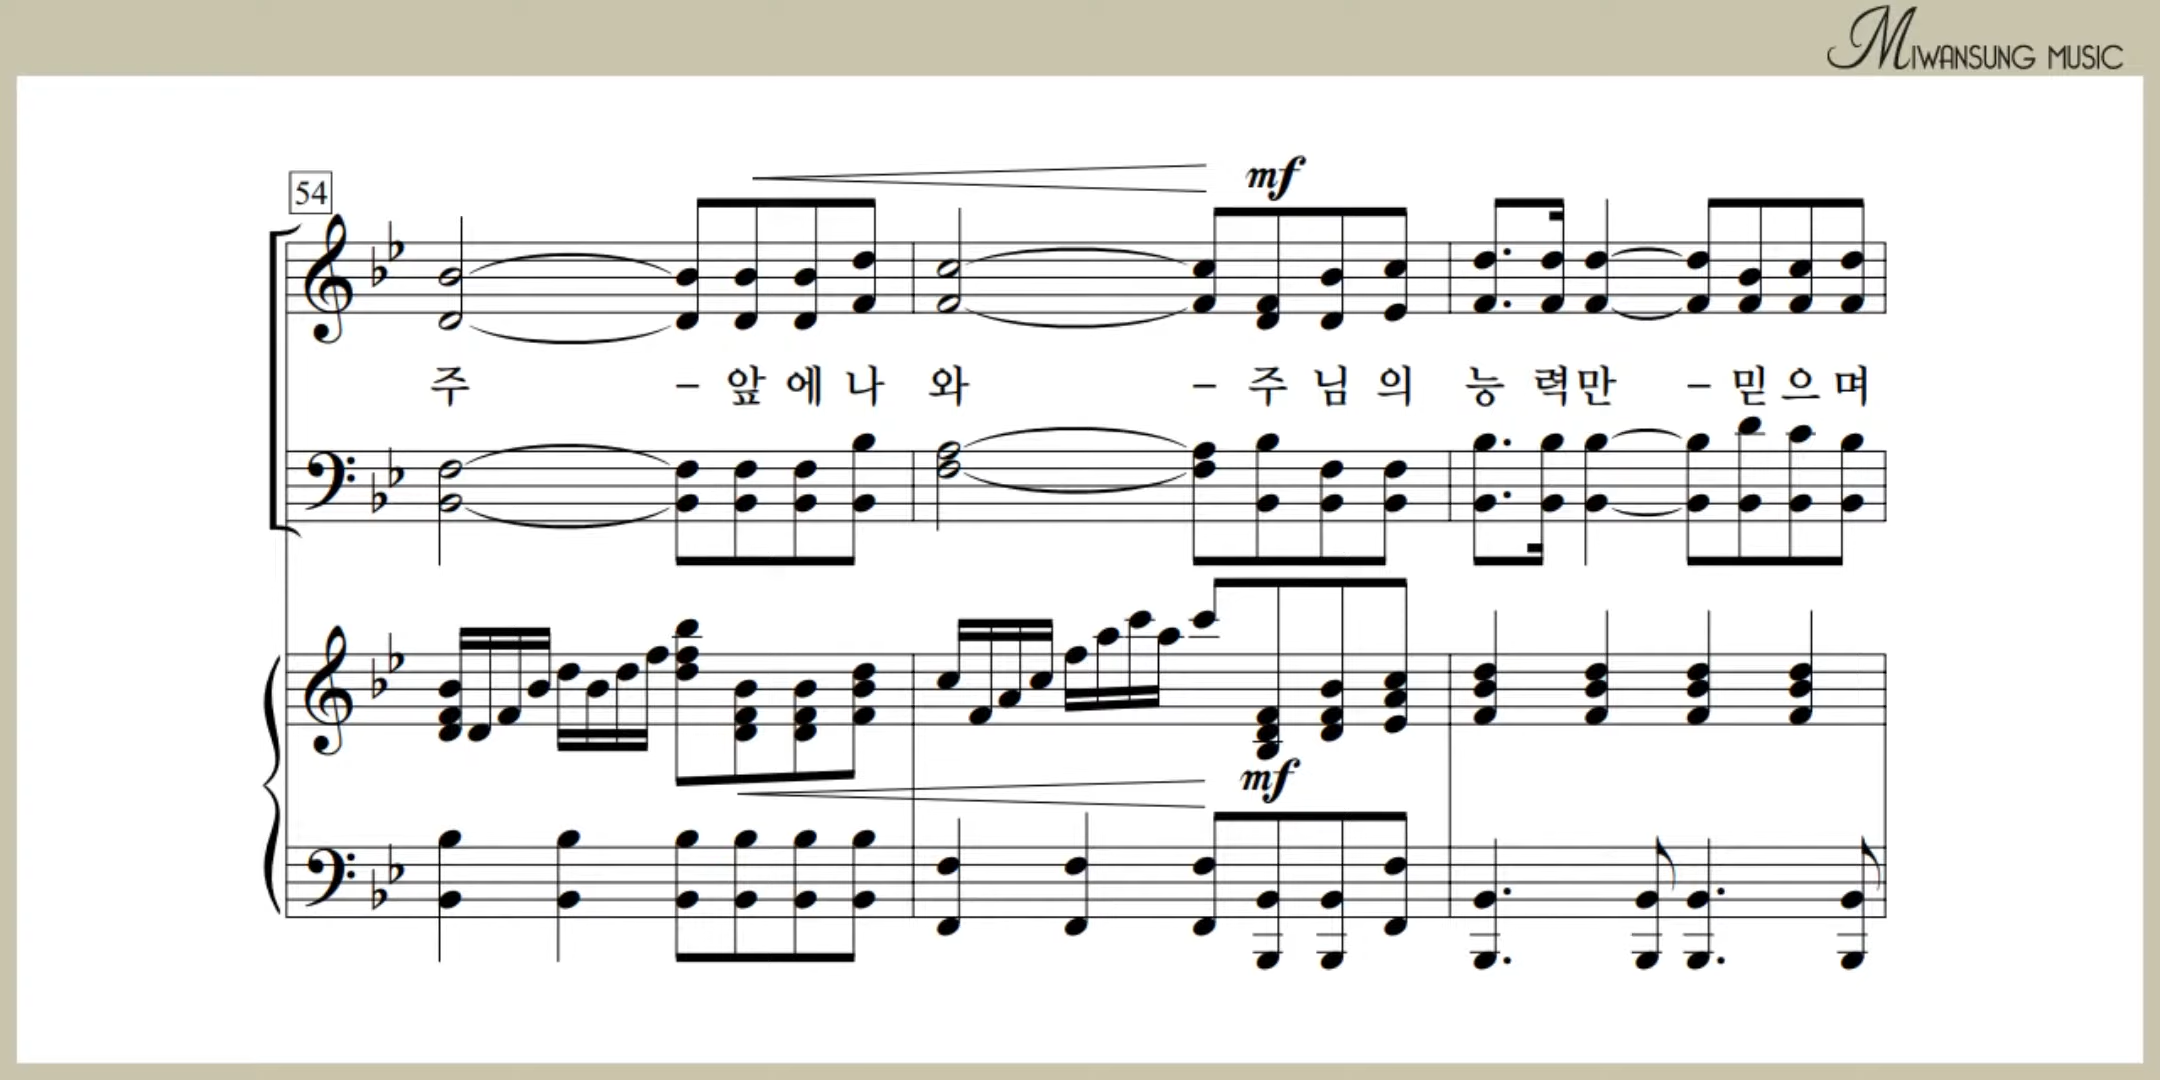 MIWANSUNG MUSIC
54
mf
주 - 앞 에 나 와 - 주 님 의 능 력 만 - 믿 으 며
mf